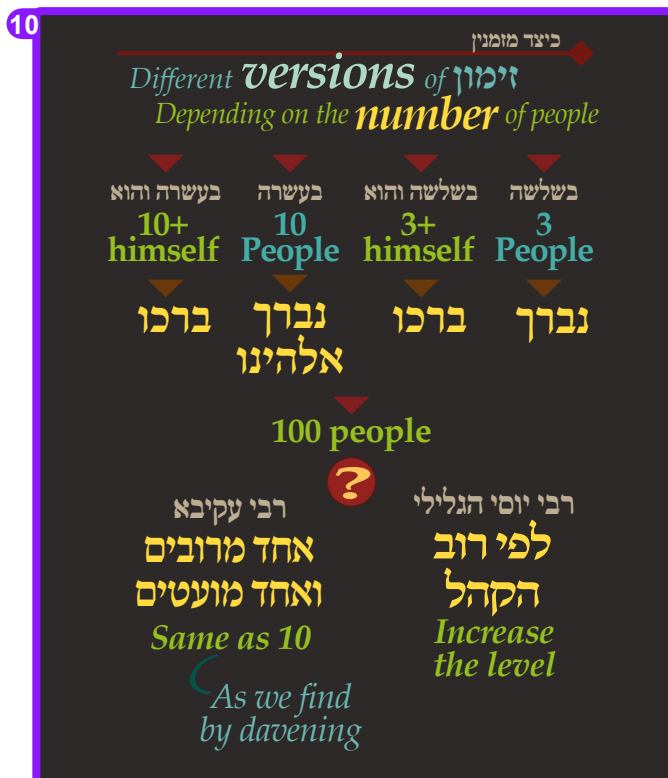 10
כיצד מזמנין
Different versions of זימון
Depending on the number of people
בשלשה
בשלשה והוא
בעשרה
בעשרה והוא
3
People
3+
himself
10
People
10+
himself
נברך
ברכו
נברך
אלהינו
ברכו
100 people
?
רבי יוסי הגלילי
לפי רוב
הקהל
Increase
the level
רבי עקיבא
אחד מרובים
ואחד מועטים
Same as 10
As we find
by davening